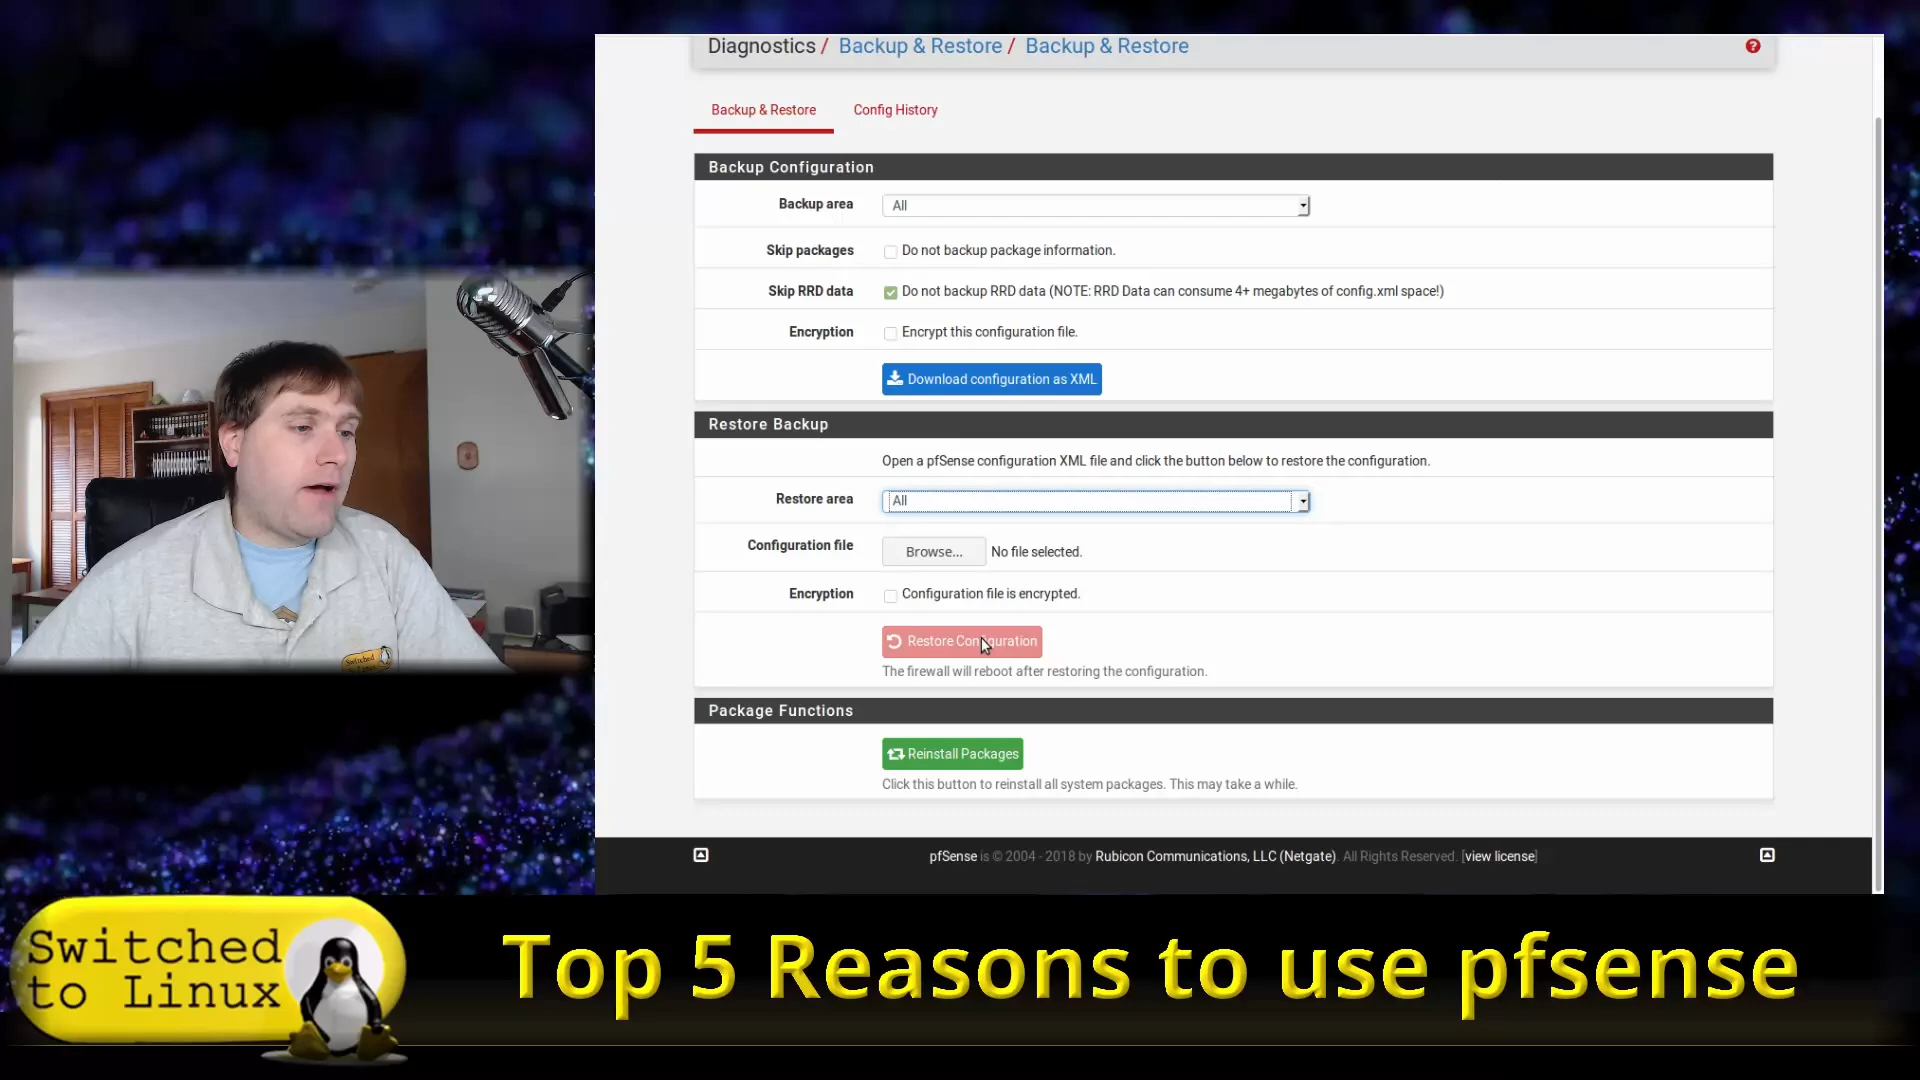 Diagnostics / Backup & Restore / Backup & Restore
Backup & Restore
Config History
Backup Configuration
Backup area
All
Skip packages
Do not backup package information.
Skip RRD data
Do not backup RRD data (NOTE: RRD Data can consume 4+ megabytes of config.xml space!)
Encryption
Encrypt this configuration file.
Download configuration as XML
Restore Backup
Open a pfSense configuration XML file and click the button below to restore the configuration.
Restore area
All
Configuration file
Browse... No file selected.
Encryption
Configuration file is encrypted.
Restore Configuration
The firewall will reboot after restoring the configuration.
Package Functions
Reinstall Packages
Click this button to reinstall all system packages. This may take a while.
pfSense is © 2004 - 2018 by Rubicon Communications, LLC (Netgate). All Rights Reserved. [view license]
Switched
to Linux
Top 5 Reasons to use pfsense